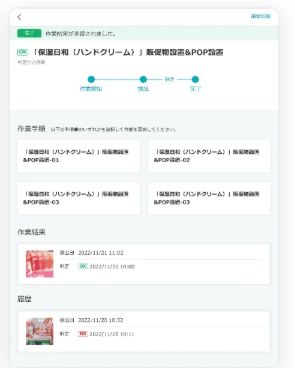 完了 作業結果が承認されました。
OK 「保湿日和（ハンドクリーム）」販促物設置&POP設置
作業開始 提出 判定 完了
作業手順 以下の手順書のいずれかを選択して作業を実施してください。
「保湿日和（ハンドクリーム）」販促物設置
&POP設置-01
「保湿日和（ハンドクリーム）」販促物設置
&POP設置-02
「保湿日和（ハンドクリーム）」販促物設置
&POP設置-03
「保湿日和（ハンドクリーム）」販促物設置
&POP設置-03
作業結果
提出日 2022/11/21 11:02
判定 OK 2022/11/22 18:00
履歴
提出日 2022/11/20 18:32
判定 NG 2022/11/20 18:11